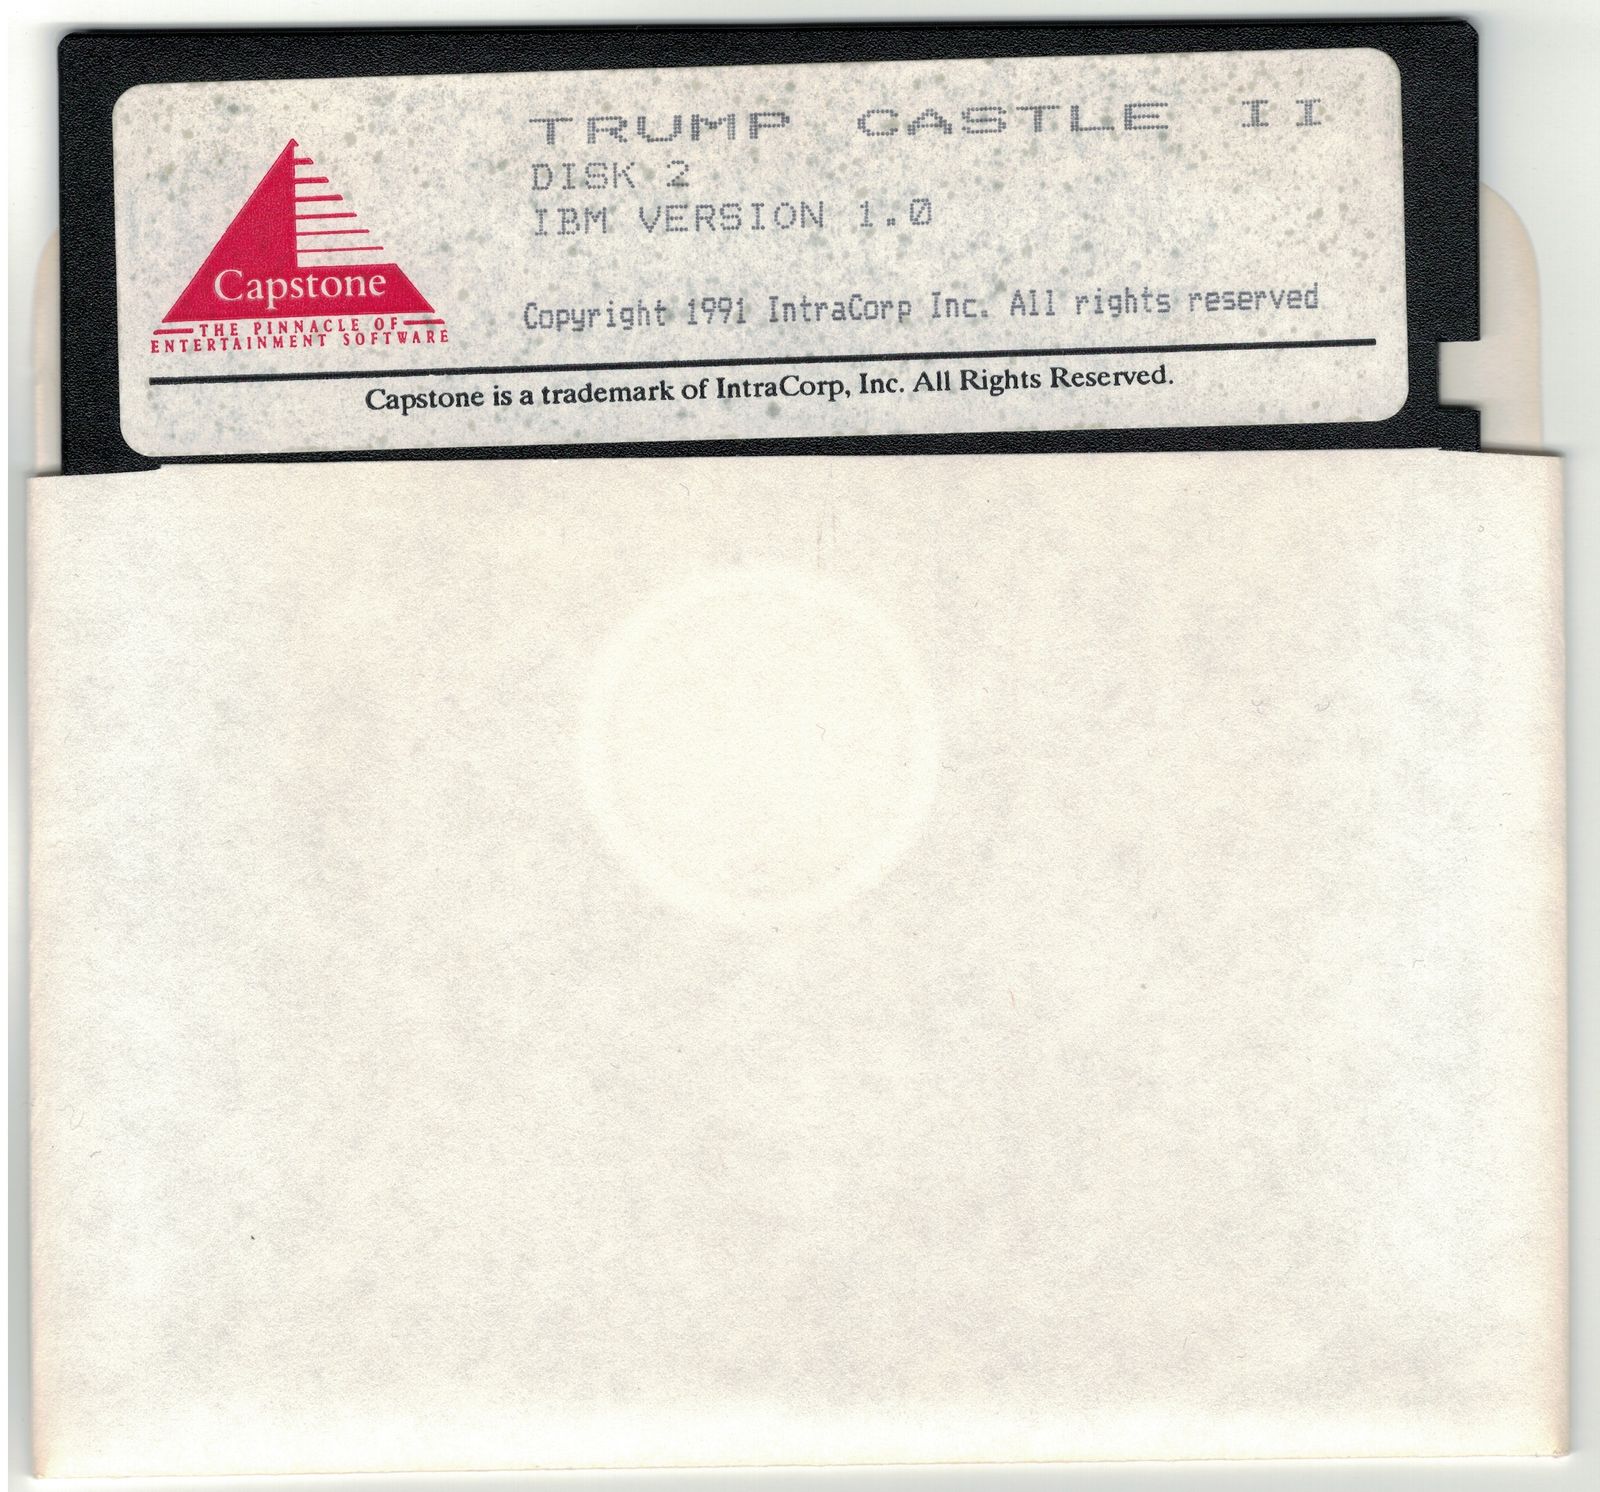 TRUMP CASTLE II
DISK 2
IBM VERSION 1.0
Capstone
THE PINNACLE OF
ENTERTAINMENT SOFTWARE
Copyright 1991 IntraCorp Inc. All rights reserved
Capstone is a trademark of IntraCorp, Inc. All Rights Reserved.